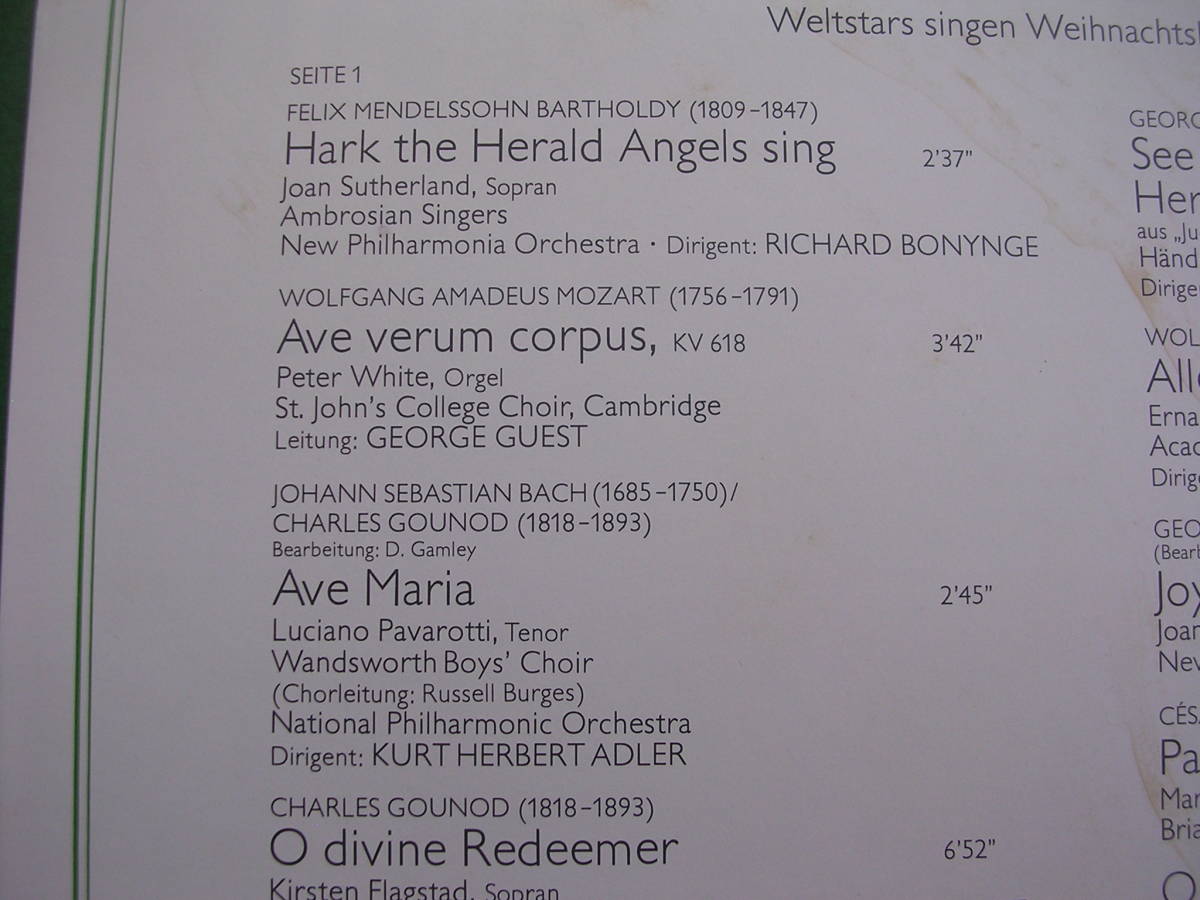 Weltstars singen
SEITE 1
FELIX MENDELSSOHN BARTHOLDY (1809–1847)
Hark the Herald Angels sing 2'37"
Joan Sutherland, Sopran
Ambrosian Singers
New Philharmonia Orchestra · Dirigent: RICHARD BONYNGE
WOLFGANG AMADEUS MOZART (1756–1791)
Ave verum corpus, KV 618 3'42"
Peter White, Orgel
St. John's College Choir, Cambridge
Leitung: GEORGE GUEST
JOHANN SEBASTIAN BACH (1685–1750)/
CHARLES GOUNOD (1818–1893)
Bearbeitung: D. Gamley
Ave Maria 2'45"
Luciano Pavarotti, Tenor
Wandsworth Boys' Choir
(Chorleitung: Russell Burges)
National Philharmonic Orchestra
Dirigent: KURT HERBERT ADLER
CHARLES GOUNOD (1818–1893)
O divine Redeemer 6'52"
Kirsten Flagstad, Sopran
See
aus „Ju